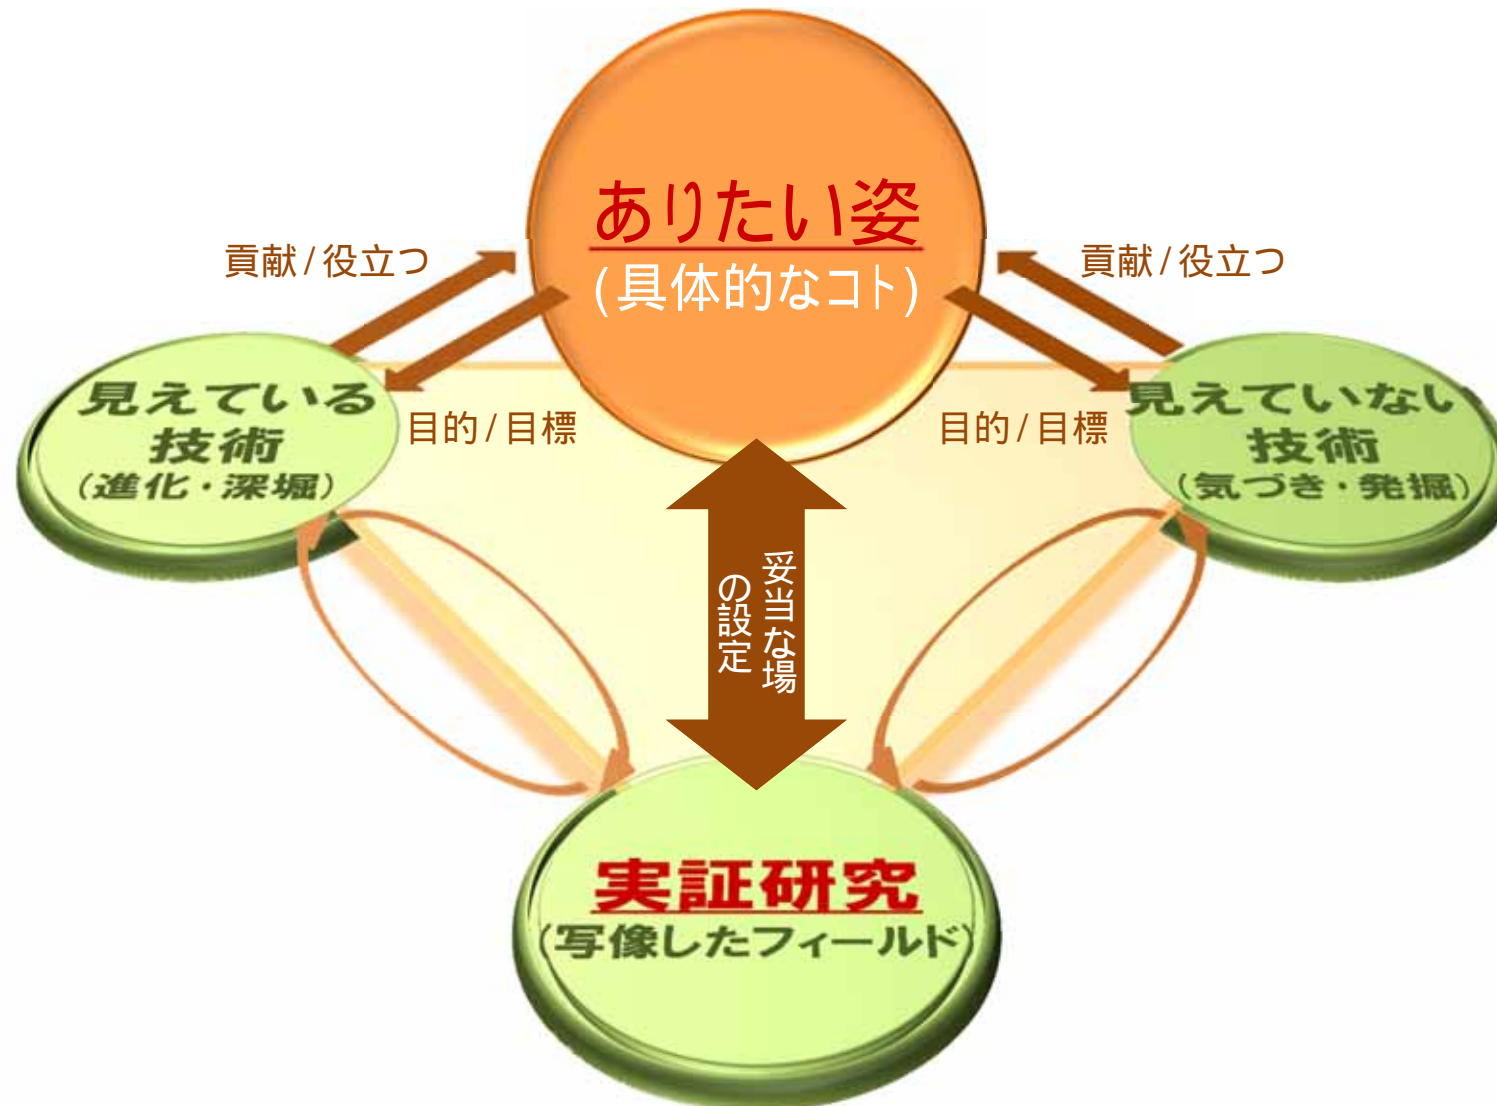 ありたい姿
(具体的なコト)
貢献/役立つ
貢献/役立つ
見えている
技術
(進化・深堀)
目的/目標
目的/目標
見えていない
技術
(気づき・発掘)
妥当な場
の設定
実証研究
(写像したフィールド)